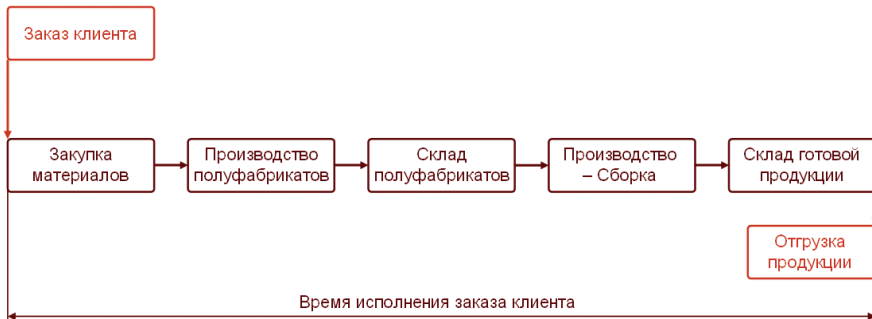 Заказ клиента
Закупка
материалов
Производство
полуфабрикатов
Склад
полуфабрикатов
Производство
– Сборка
Склад готовой
продукции
Отгрузка
продукции
Время исполнения заказа клиента